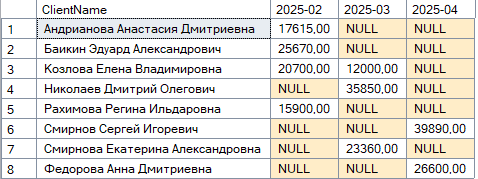 ClientName 2025-02 2025-03 2025-04
1 Андрианова Анастасия Дмитриевна 17615,00 NULL NULL
2 Баикин Эдуард Александрович 25670,00 NULL NULL
3 Козлова Елена Владимировна 20700,00 12000,00 NULL
4 Николаев Дмитрий Олегович NULL 35850,00 NULL
5 Рахимова Регина Ильдаровна 15900,00 NULL NULL
6 Смирнов Сергей Игоревич NULL NULL 39890,00
7 Смирнова Екатерина Александровна NULL 23360,00 NULL
8 Федорова Анна Дмитриевна NULL NULL 26600,00